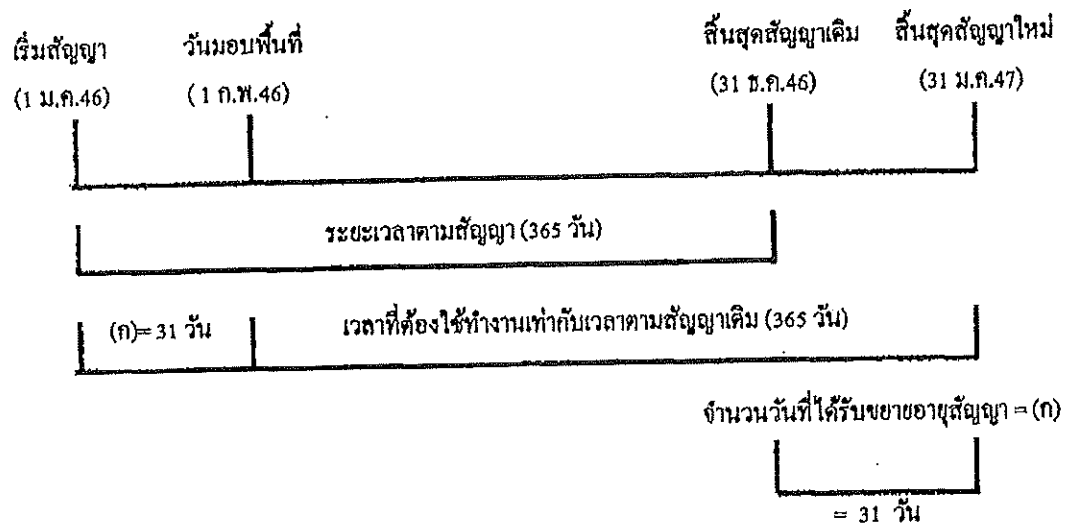 เริ่มสัญญา วันมอบพื้นที่ สิ้นสุดสัญญาเดิม สิ้นสุดสัญญาใหม่
(1 ม.ค.46) (1 ก.พ.46) (31 ธ.ค.46) (31 ม.ค.47)
ระยะเวลาตามสัญญา (365 วัน)
(ก)= 31 วัน เวลาที่ต้องใช้ทำงานเท่ากับเวลาตามสัญญาเดิม (365 วัน)
จำนวนวันที่ได้รับขยายอายุสัญญา = (ก)
= 31 วัน